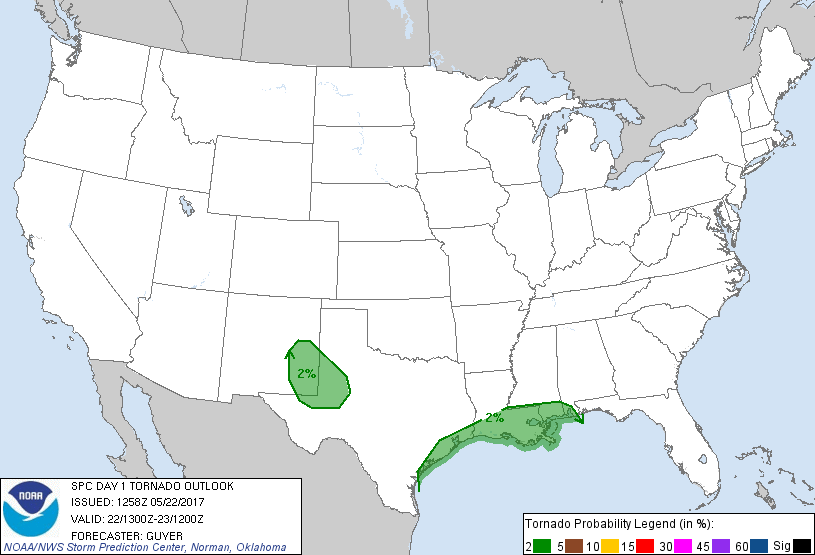 2%
2%
NOAA
SPC DAY 1 TORNADO OUTLOOK
ISSUED: 1258Z 05/22/2017
VALID: 22/1300Z-23/1200Z
FORECASTER: GUYER
NOAA/NWS Storm Prediction Center, Norman, Oklahoma
Tornado Probability Legend (in %):
2 5 10 15 30 45 60 Sig